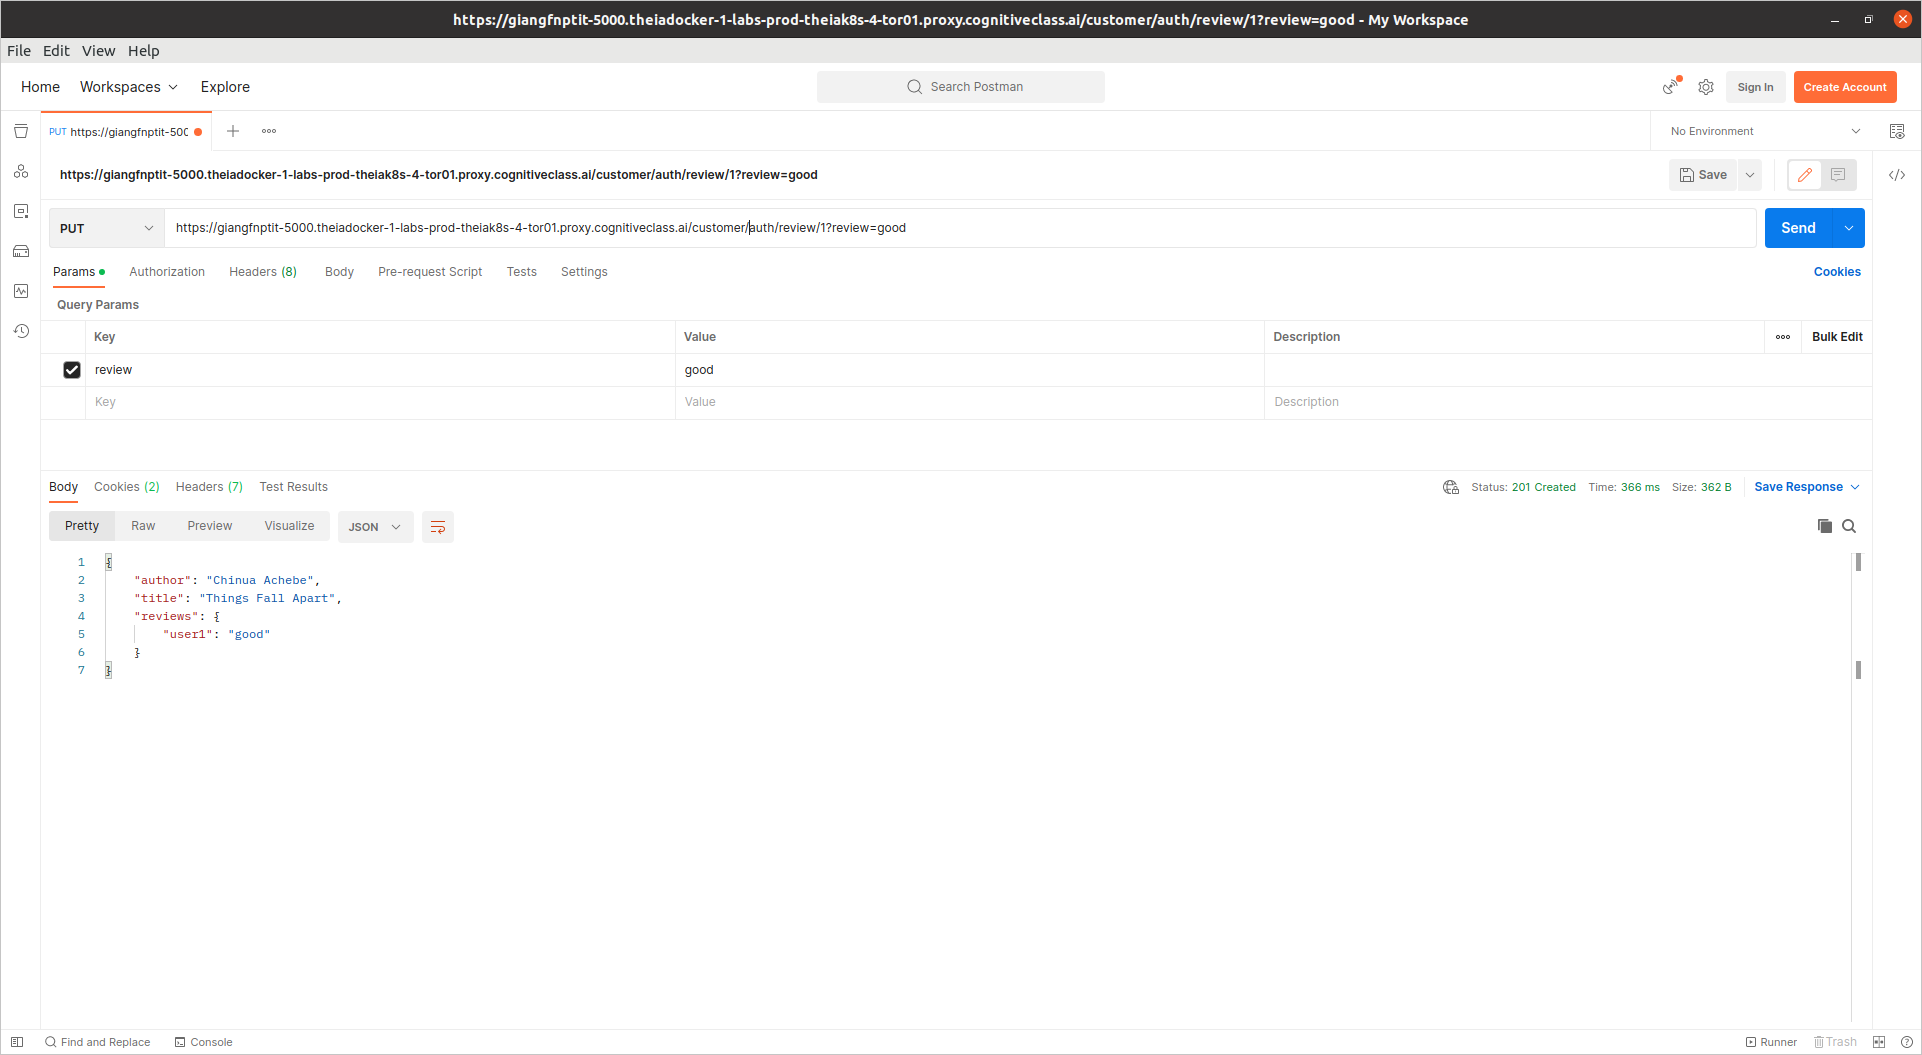 https://giangfnptit-5000.theiadocker-1-labs-prod-theiak8s-4-tor01.proxy.cognitiveclass.ai/customer/auth/review/1?review=good - My Workspace
File Edit View Help
Home Workspaces Explore Search Postman Sign In Create Account
PUT https://giangfnptit-500 No Environment
https://giangfnptit-5000.theiadocker-1-labs-prod-theiak8s-4-tor01.proxy.cognitiveclass.ai/customer/auth/review/1?review=good Save
PUT https://giangfnptit-5000.theiadocker-1-labs-prod-theiak8s-4-tor01.proxy.cognitiveclass.ai/customer/auth/review/1?review=good Send
Params Authorization Headers (8) Body Pre-request Script Tests Settings Cookies
Query Params
Key Value Description Bulk Edit
review good
Key Value Description
Body Cookies (2) Headers (7) Test Results Status: 201 Created Time: 366 ms Size: 362 B Save Response
Pretty Raw Preview Visualize JSON
1 {
2 "author": "Chinua Achebe",
3 "title": "Things Fall Apart",
4 "reviews": {
5 "user1": "good"
6 }
7 }
Find and Replace Console Runner Trash